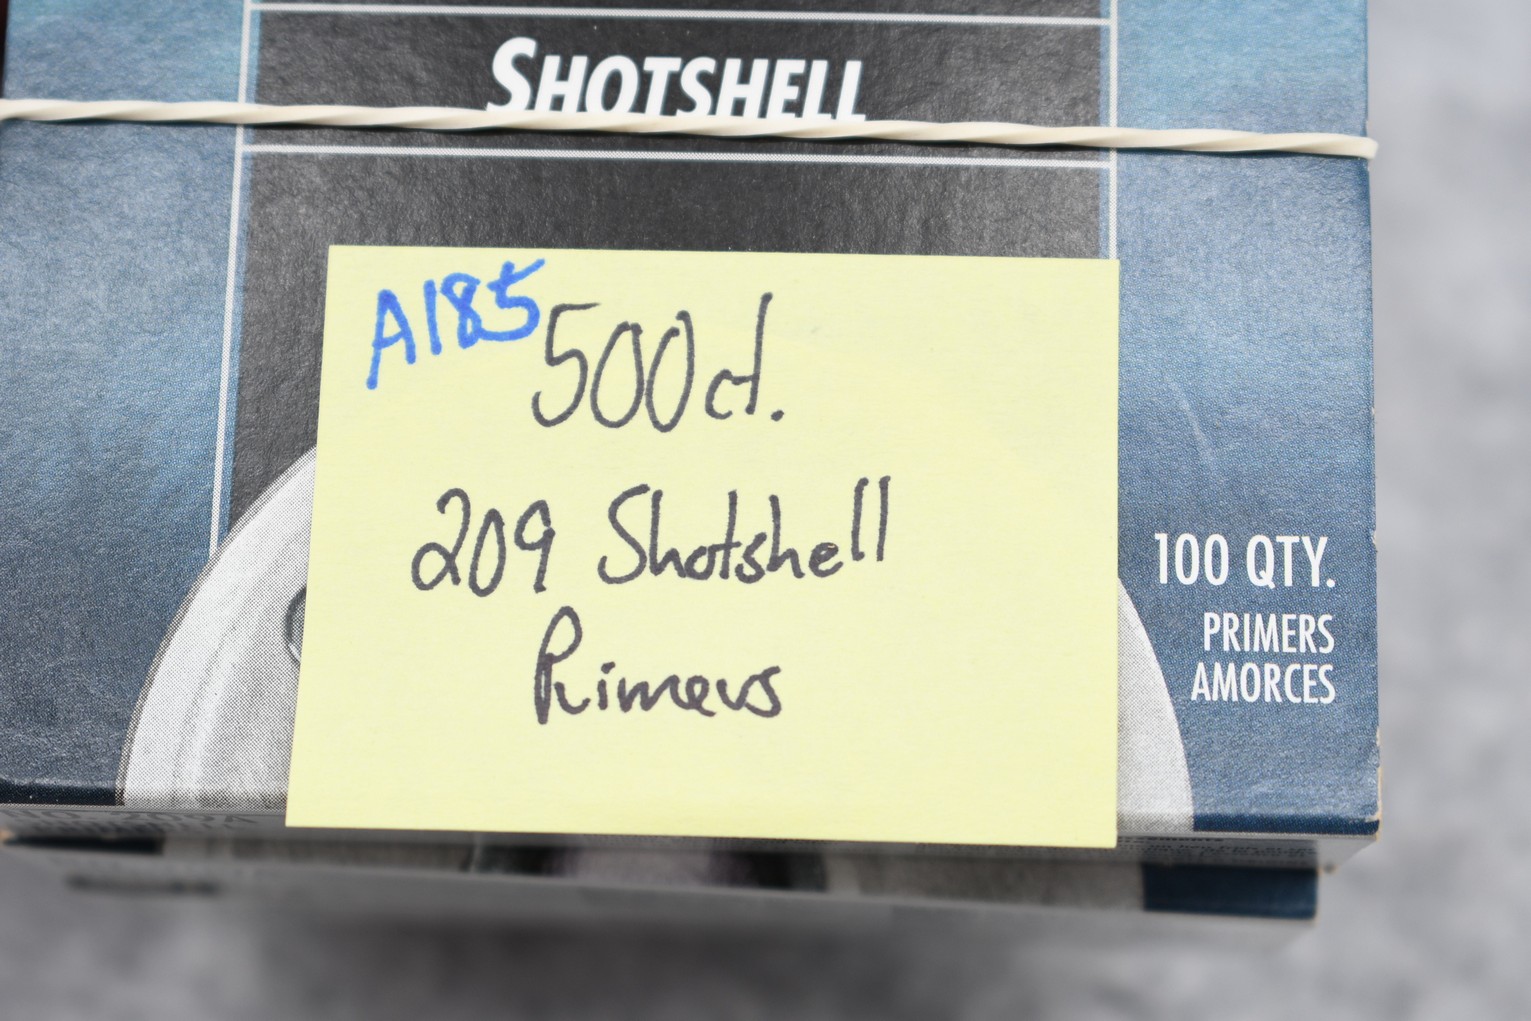 SHOTSHELL
A185
500ct.
209 Shotshell
Primers
100 QTY.
PRIMERS
AMORCES